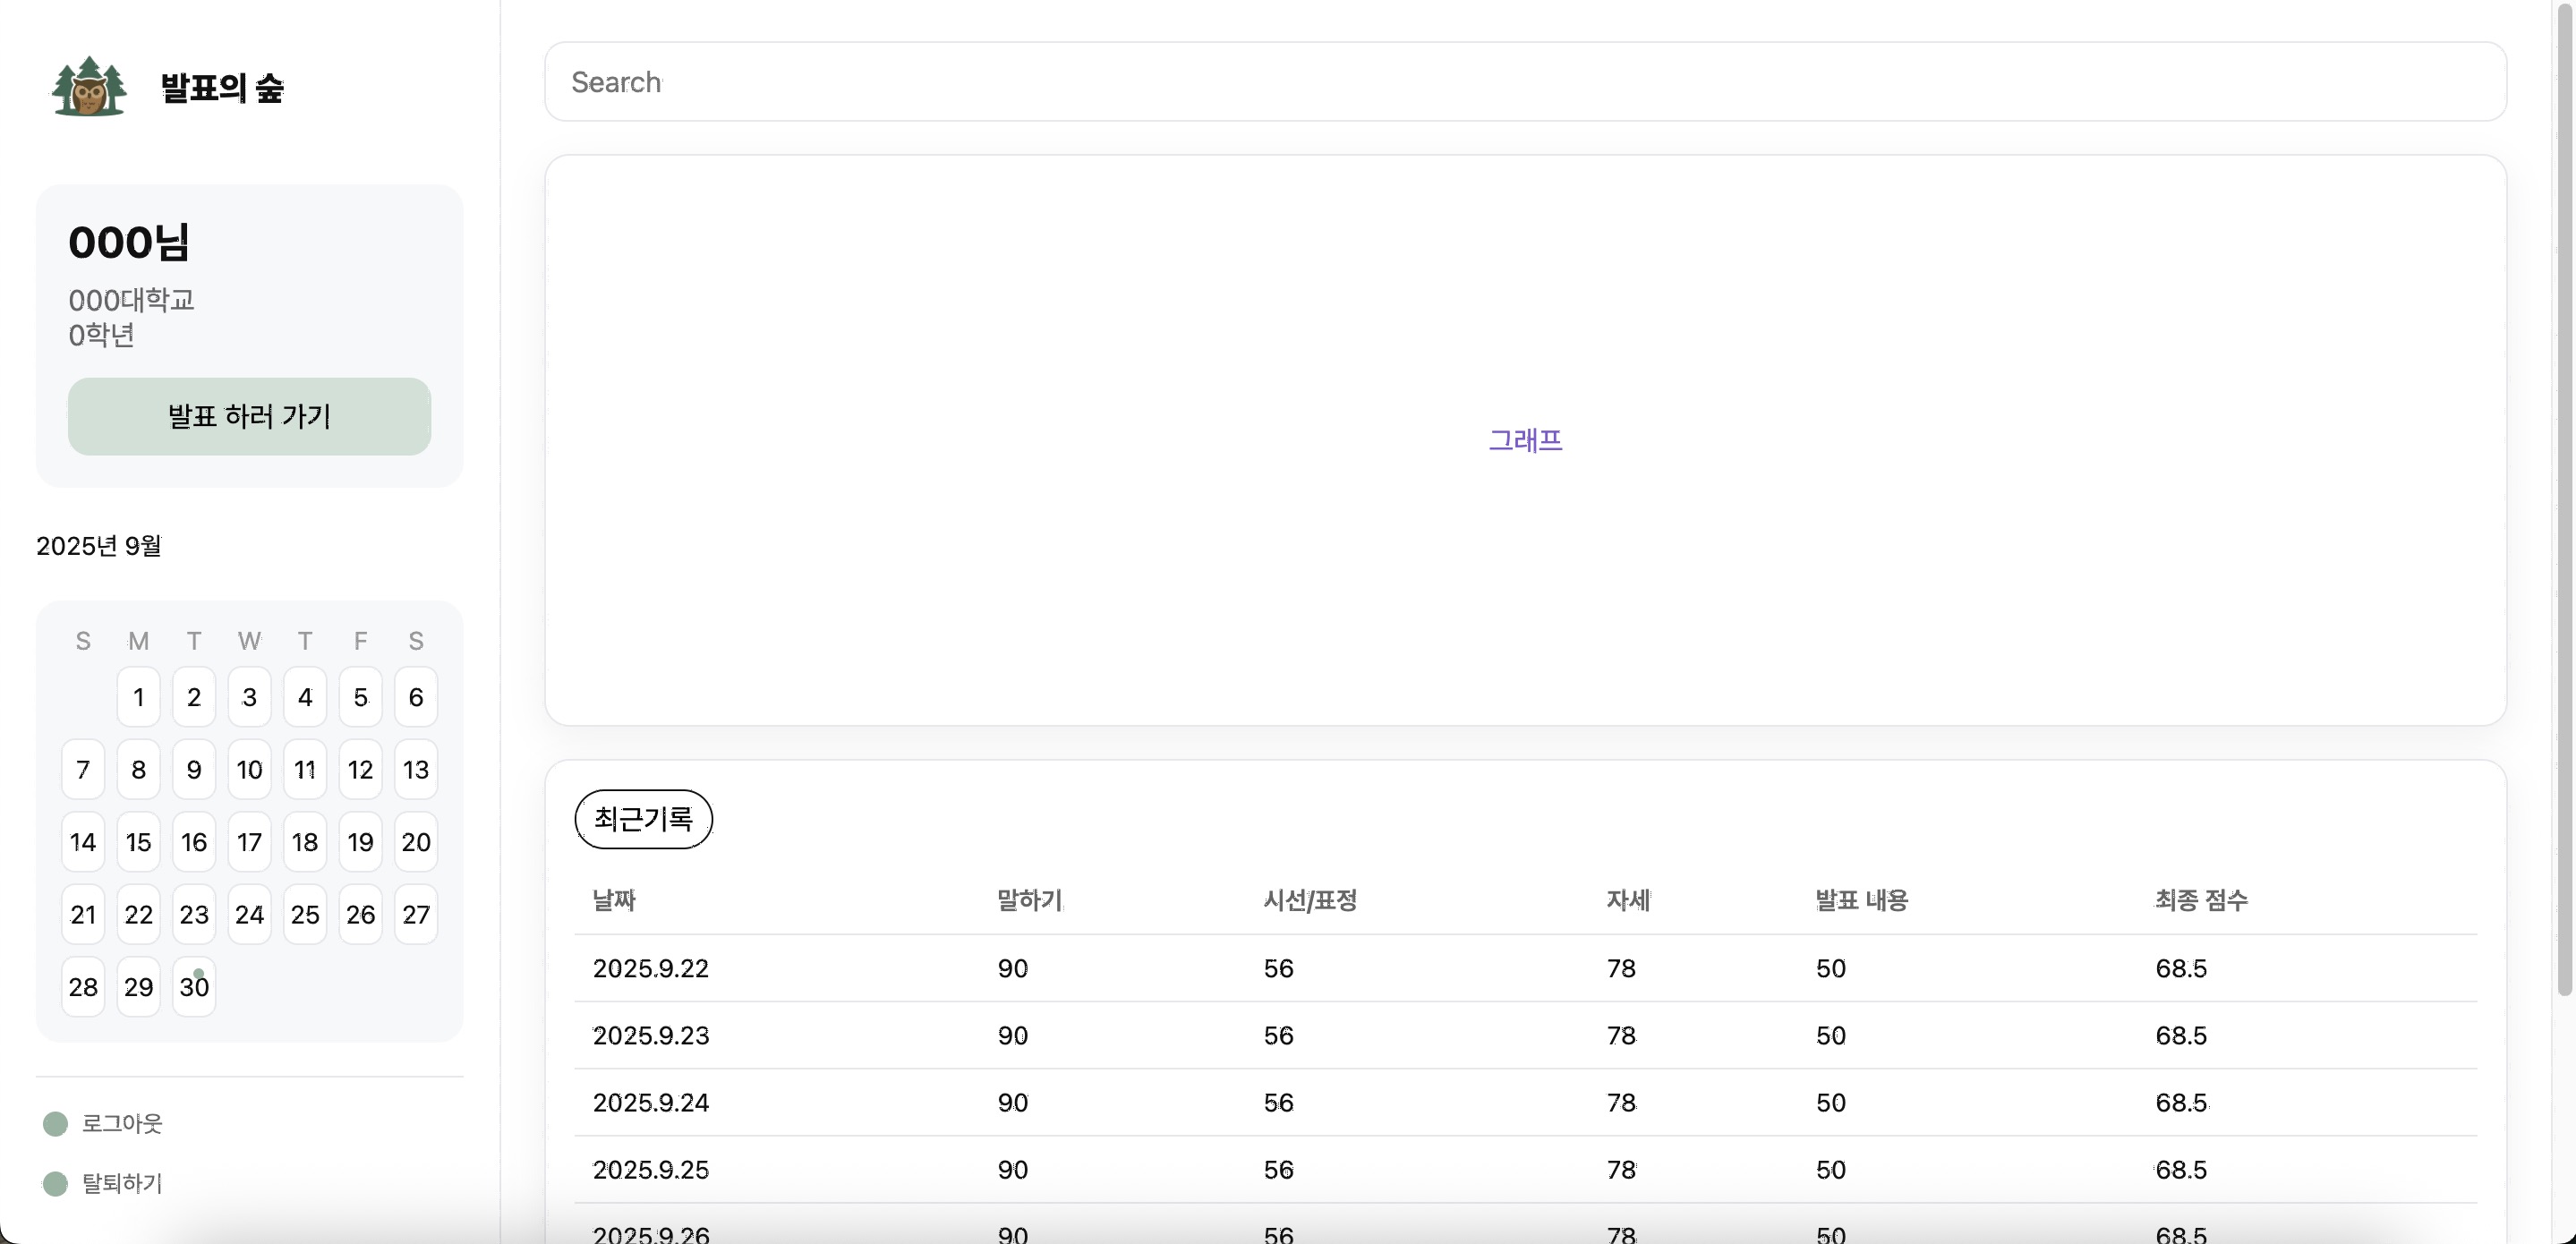 발표의 숲
000님
000대학교
0학년
발표 하러 가기
2025년 9월
S M T W T F S
1 2 3 4 5 6
7 8 9 10 11 12 13
14 15 16 17 18 19 20
21 22 23 24 25 26 27
28 29 30
로그아웃
탈퇴하기
Search
그래프
최근기록
날짜 말하기 시선/표정 자세 발표 내용 최종 점수
2025.9.22 90 56 78 50 68.5
2025.9.23 90 56 78 50 68.5
2025.9.24 90 56 78 50 68.5
2025.9.25 90 56 78 50 68.5
2025.9.26 90 56 78 50 68.5